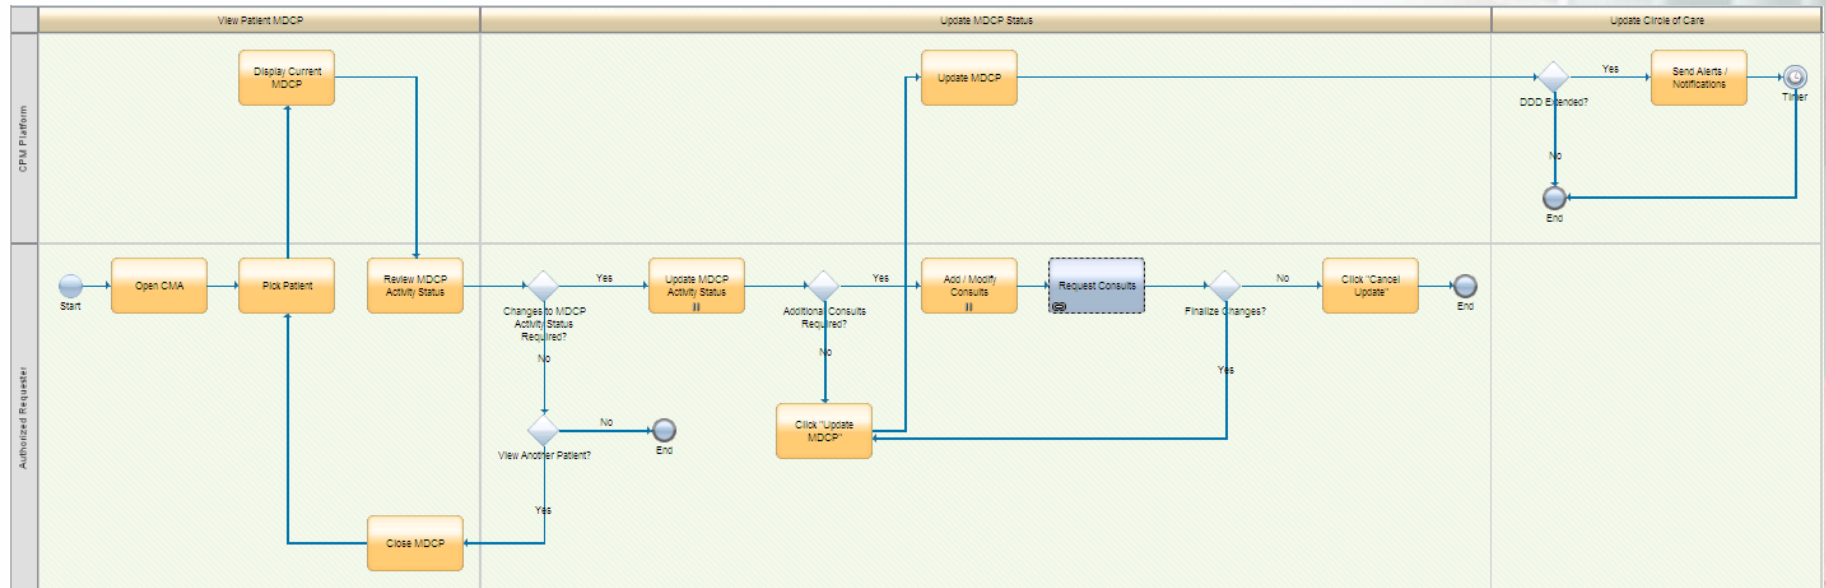 View Patient MDCP
Update MDCP Status
Update Circle of Care
CPM Platform
Display Current
MDCP
Update MDCP
DDD Extended?
Yes
No
Send Alerts /
Notifications
Timer
End
Authorized Requester
Start
Open CMA
Pick Patient
Review MDCP
Activity Status
Changes to MDCP
Activity Status
Required?
Yes
No
Update MDCP
Activity Status
Additional Consults
Required?
Yes
No
Add / Modify
Consults
Request Consults
Finalize Changes?
No
Yes
Click "Cancel
Update"
End
Click "Update
MDCP"
View Another Patient?
No
End
Yes
Close MDCP